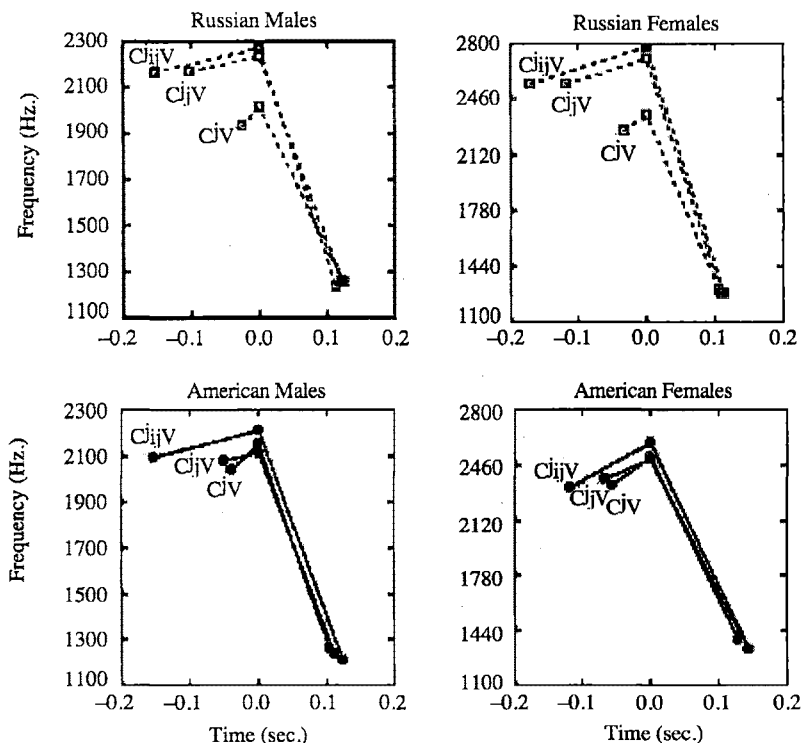 Russian Males
2300
2100
1900
1700
1500
1300
1100
Frequency (Hz.)
CʲijV
CʲjV
CʲV
–0.2 –0.1 0.0 0.1 0.2
Russian Females
2800
2460
2120
1780
1440
1100
CʲijV
CʲjV
CʲV
–0.2 –0.1 0.0 0.1 0.2
American Males
2300
2100
1900
1700
1500
1300
1100
Frequency (Hz.)
CʲijV
CʲjV
CʲV
–0.2 –0.1 0.0 0.1 0.2
Time (sec.)
American Females
2800
2460
2120
1780
1440
1100
CʲijV
CʲjV
CʲV
–0.2 –0.1 0.0 0.1 0.2
Time (sec.)